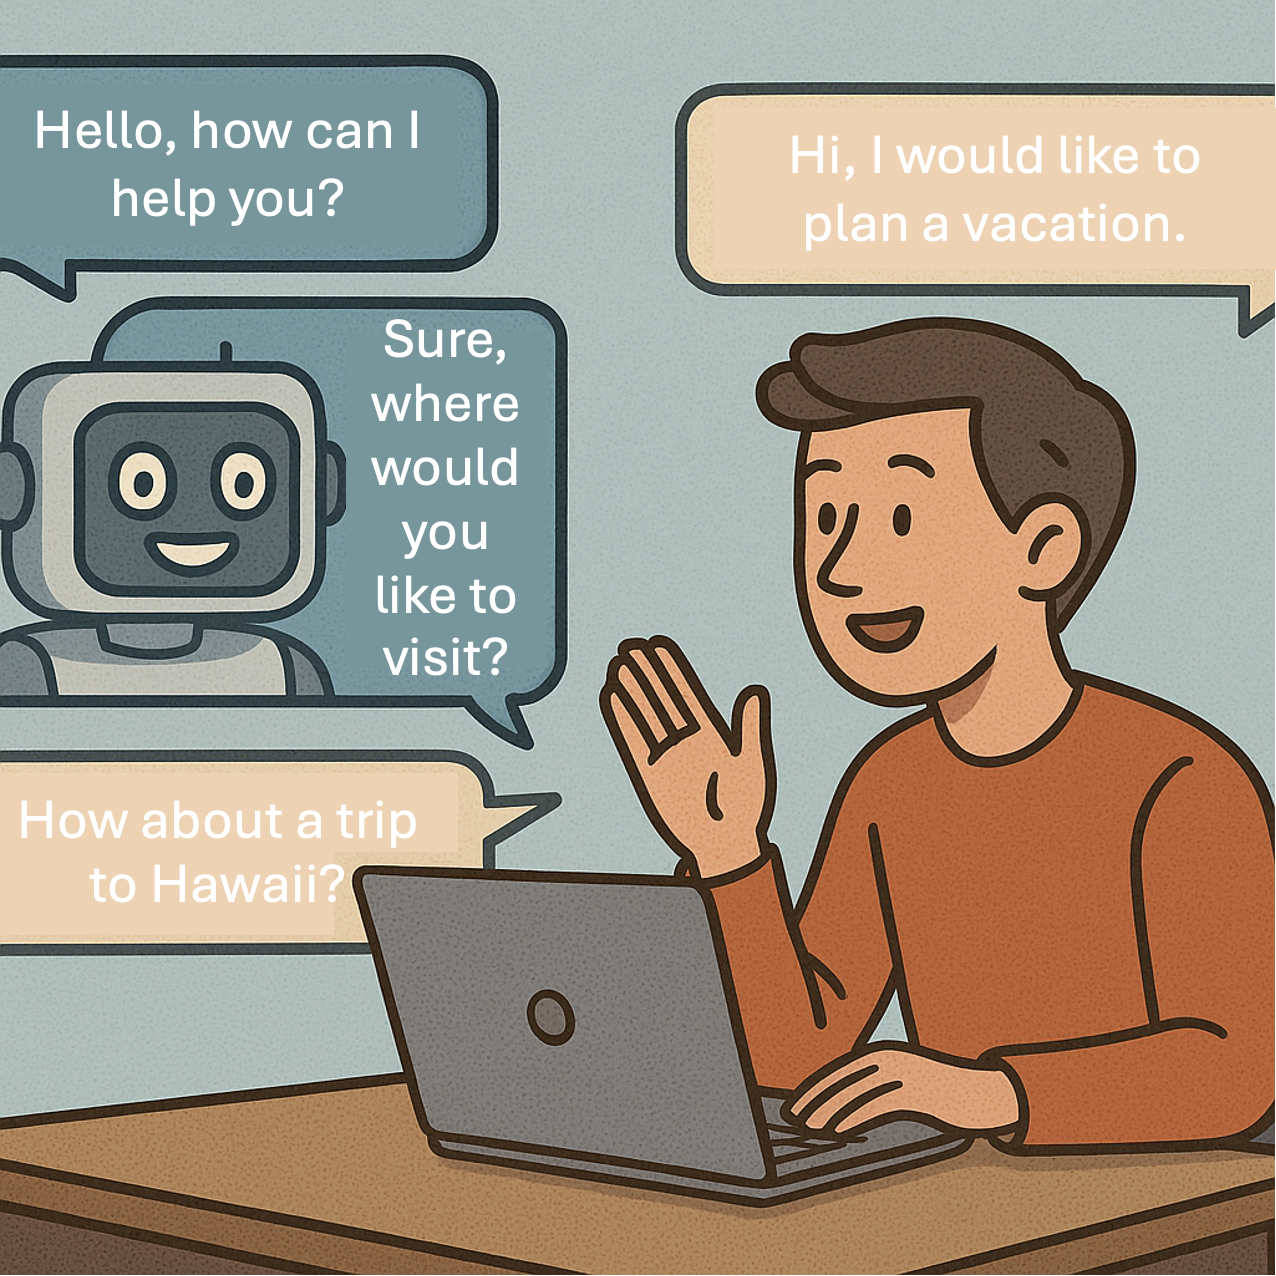 Hello, how can I
help you?
Hi, I would like to
plan a vacation.
Sure,
where
would
you
like to
visit?
How about a trip
to Hawaii?